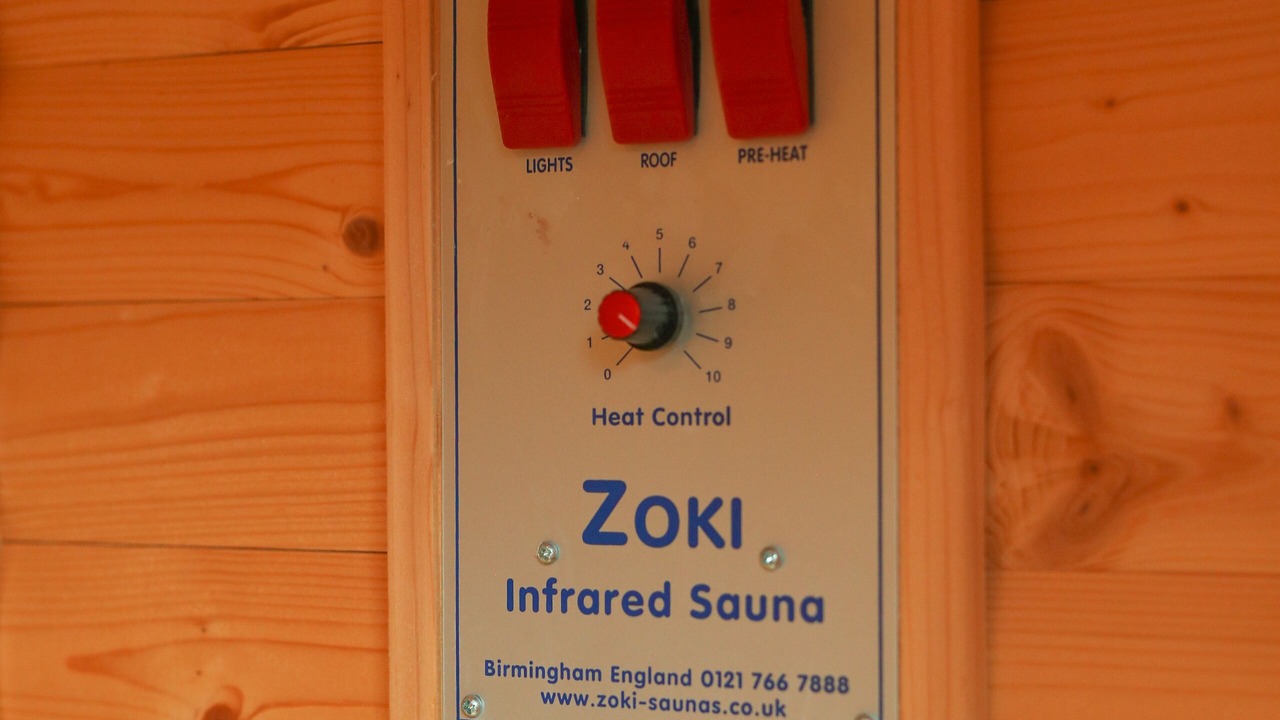 LIGHTS ROOF PRE-HEAT
5
4 6
3 7
2 8
1 9
0 10
Heat Control
ZOKI
Infrared Sauna
Birmingham England 0121 766 7888
www.zoki-saunas.co.uk